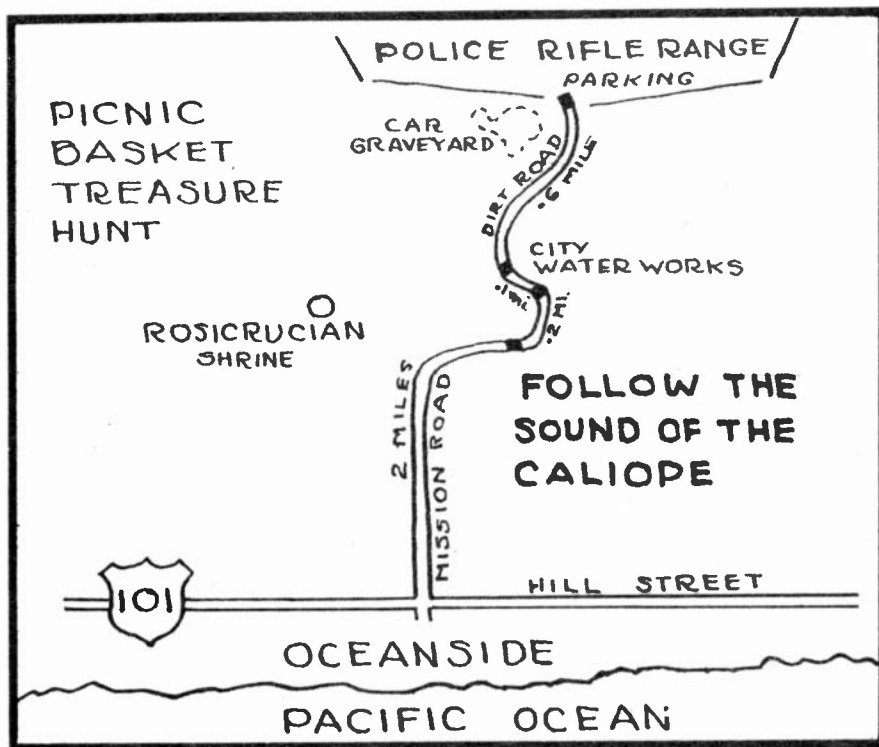 POLICE RIFLE RANGE
PARKING
PICNIC
BASKET
TREASURE
HUNT
CAR
GRAVEYARD
DIRT ROAD
.6 MILE
CITY
WATER WORKS
.1 MI.
.2 MI.
ROSICRUCIAN
SHRINE
2 MILES
MISSION ROAD
FOLLOW THE
SOUND OF THE
CALIOPE
101
HILL STREET
OCEANSIDE
PACIFIC OCEAN